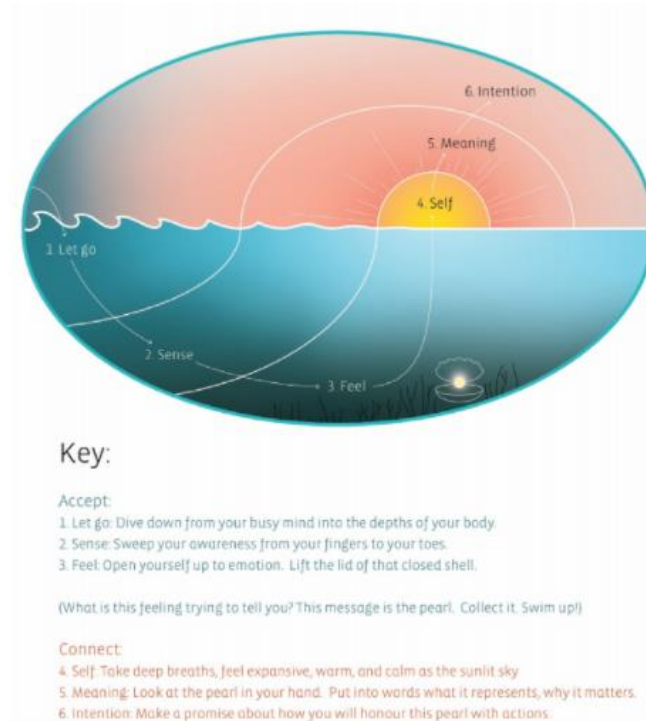 6. Intention
5. Meaning
4. Self
1. Let go
2. Sense
3 Feel
Key:
Accept:
1. Let go: Dive down from your busy mind into the depths of your body.
2. Sense: Sweep your awareness from your fingers to your toes.
3. Feel: Open yourself up to emotion. Lift the lid of that closed shell.
(What is this feeling trying to tell you? This message is the pearl. Collect it. Swim up!)
Connect:
4. Self: Take deep breaths, feel expansive, warm, and calm as the sunlit sky
5. Meaning: Look at the pearl in your hand. Put into words what it represents, why it matters.
6. Intention: Make a promise about how you will honour this pearl with actions.